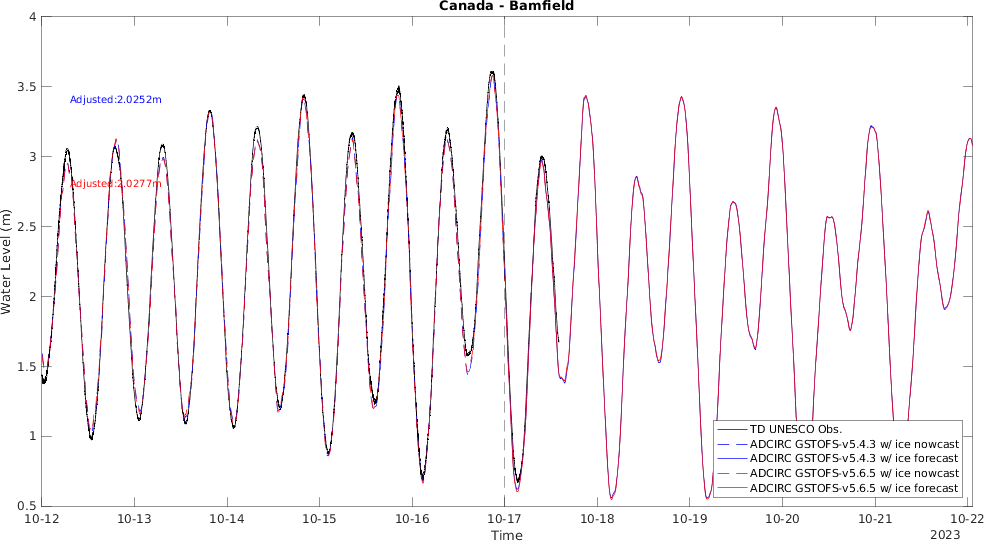 Canada - Bamfield
4
3.5
3
2.5
2
1.5
1
0.5
Water Level (m)
Adjusted:2.0252m
Adjusted:2.0277m
TD UNESCO Obs.
ADCIRC GSTOFS-v5.4.3 w/ ice nowcast
ADCIRC GSTOFS-v5.4.3 w/ ice forecast
ADCIRC GSTOFS-v5.6.5 w/ ice nowcast
ADCIRC GSTOFS-v5.6.5 w/ ice forecast
10-12 10-13 10-14 10-15 10-16 10-17 10-18 10-19 10-20 10-21 10-22
Time
2023